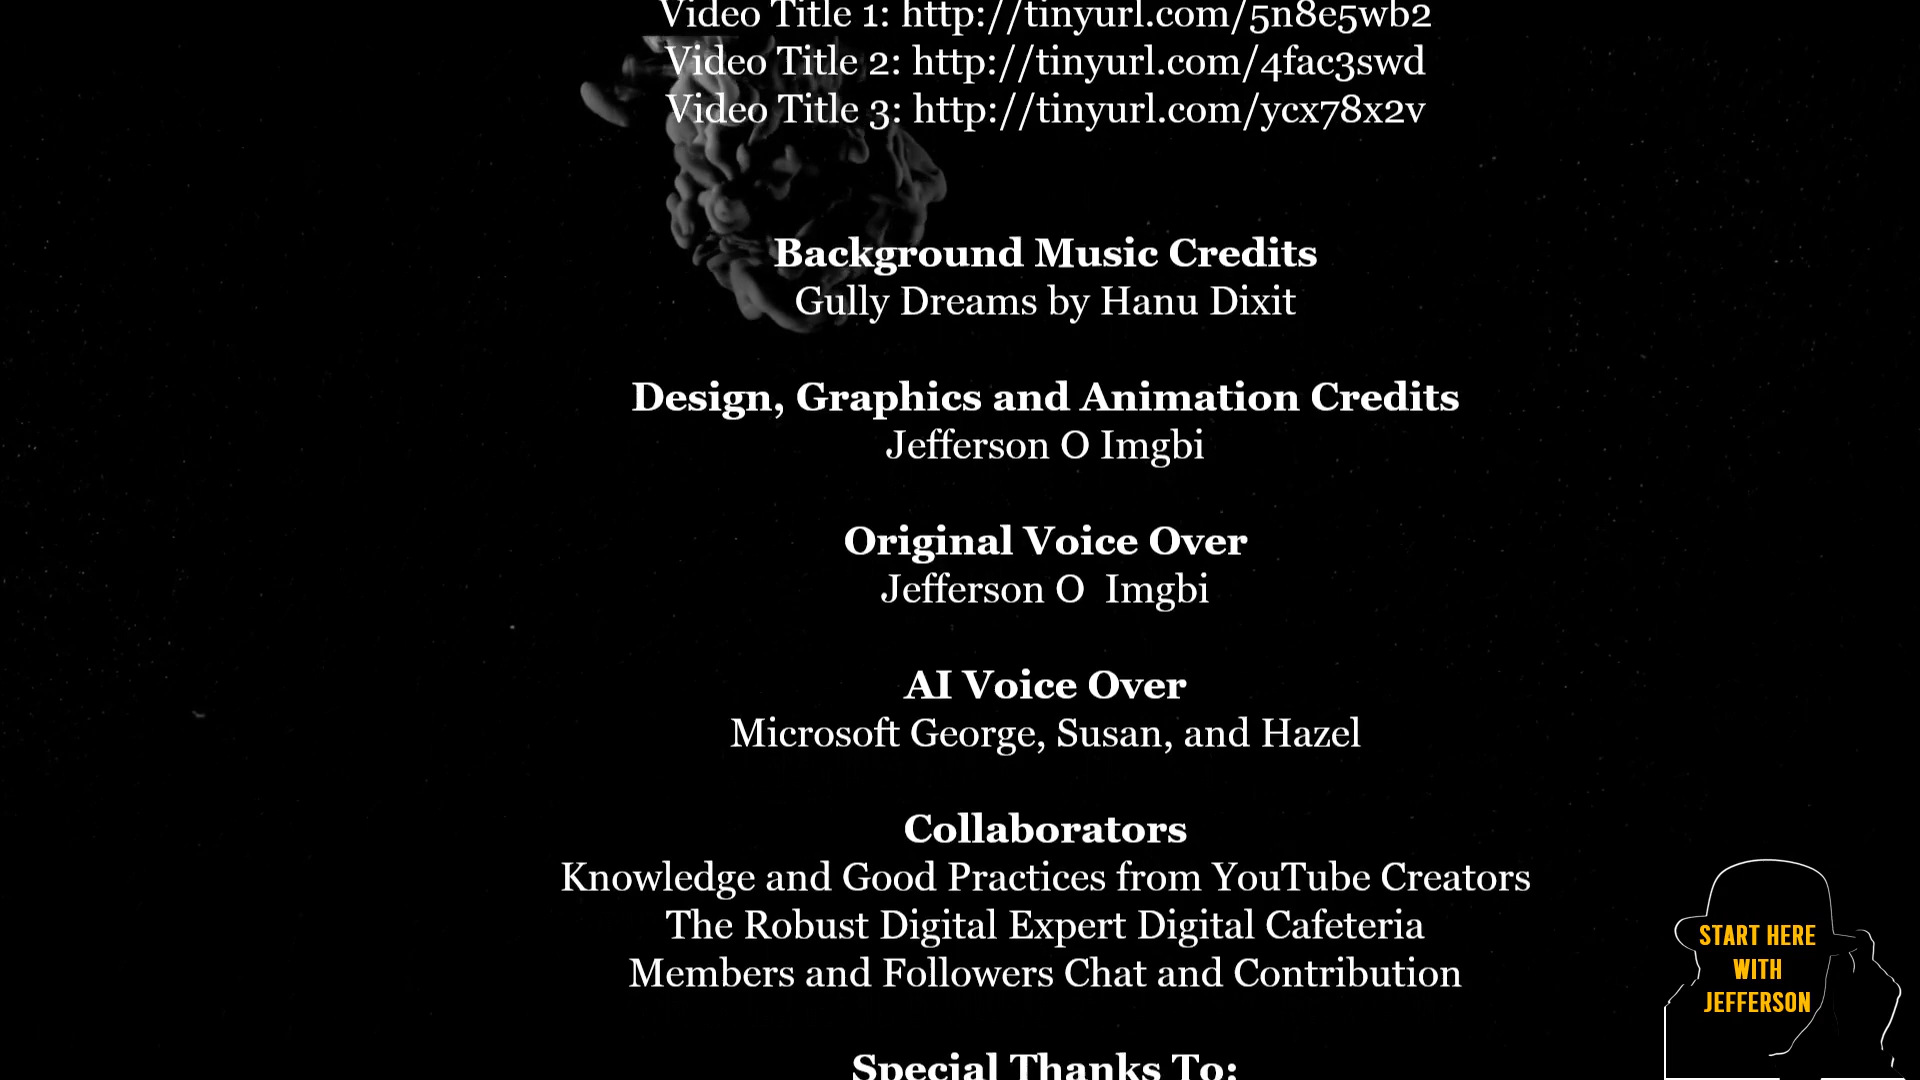 Video Title 1: http://tinyurl.com/5n8e5wb2
Video Title 2: http://tinyurl.com/4fac3swd
Video Title 3: http://tinyurl.com/ycx78x2v
Background Music Credits
Gully Dreams by Hanu Dixit
Design, Graphics and Animation Credits
Jefferson O Imgbi
Original Voice Over
Jefferson O  Imgbi
AI Voice Over
Microsoft George, Susan, and Hazel
Collaborators
Knowledge and Good Practices from YouTube Creators
The Robust Digital Expert Digital Cafeteria
Members and Followers Chat and Contribution
Special Thanks To:
START HERE
WITH
JEFFERSON